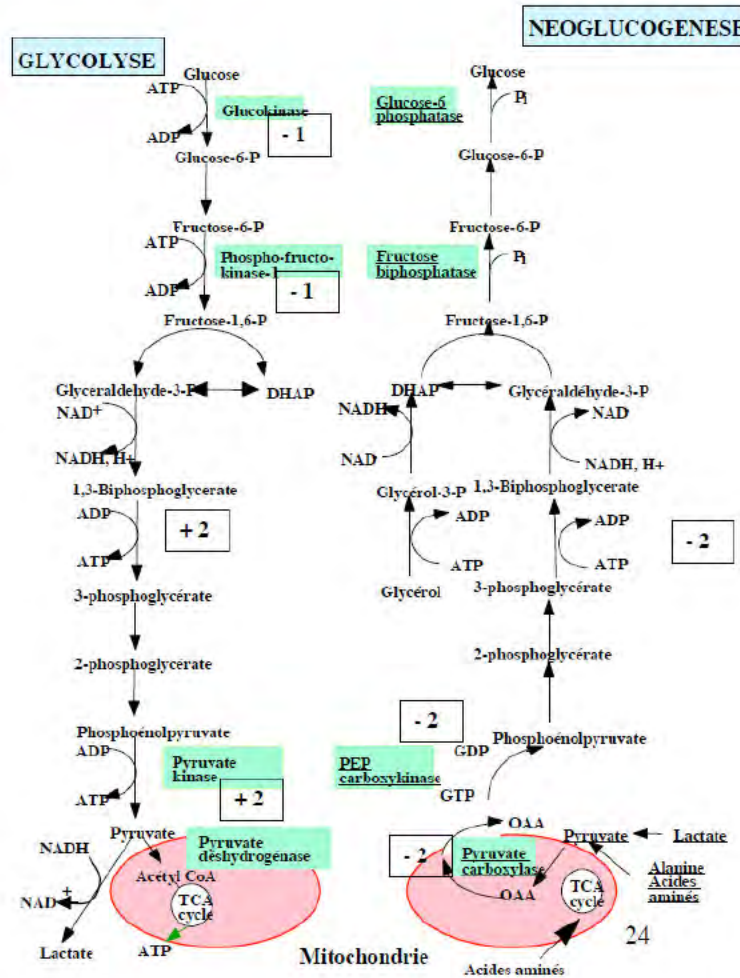 GLYCOLYSE
Glucose
ATP
Glucokinase
ADP
- 1
Glucose-6-P
Fructose-6-P
ATP
Phospho-fructo-
kinase-1
ADP
- 1
Fructose-1,6-P
Glyceraldehyde-3-P
DHAP
NAD+
NADH, H+
1,3-Biphosphoglycerate
ADP
+ 2
ATP
3-phosphoglycérate
2-phosphoglycérate
Phosphoénolpyruvate
ADP
Pyruvate
kinase
ATP
+ 2
Pyruvate
NADH
Pyruvate
déshydrogénase
Acétyl CoA
NAD+
TCA
cycle
Lactate
ATP
Mitochondrie
NEOGLUCOGENESE
Glucose
Glucose-6
phosphatase
Pi
Glucose-6-P
Fructose-6-P
Fructose
biphosphatase
Pi
Fructose-1,6-P
DHAP
Glycéraldéhyde-3-P
NADH
NAD
NAD
NADH, H+
Glycérol-3-P
1,3-Biphosphoglycerate
ADP
ADP
- 2
ATP
ATP
Glycérol
3-phosphoglycérate
2-phosphoglycérate
- 2
Phosphoénolpyruvate
GDP
PEP
carboxykinase
GTP
OAA
Pyruvate
Lactate
- 2
Pyruvate
carboxylase
Alanine
Acides
aminés
OAA
TCA
cycle
24
Acides aminés